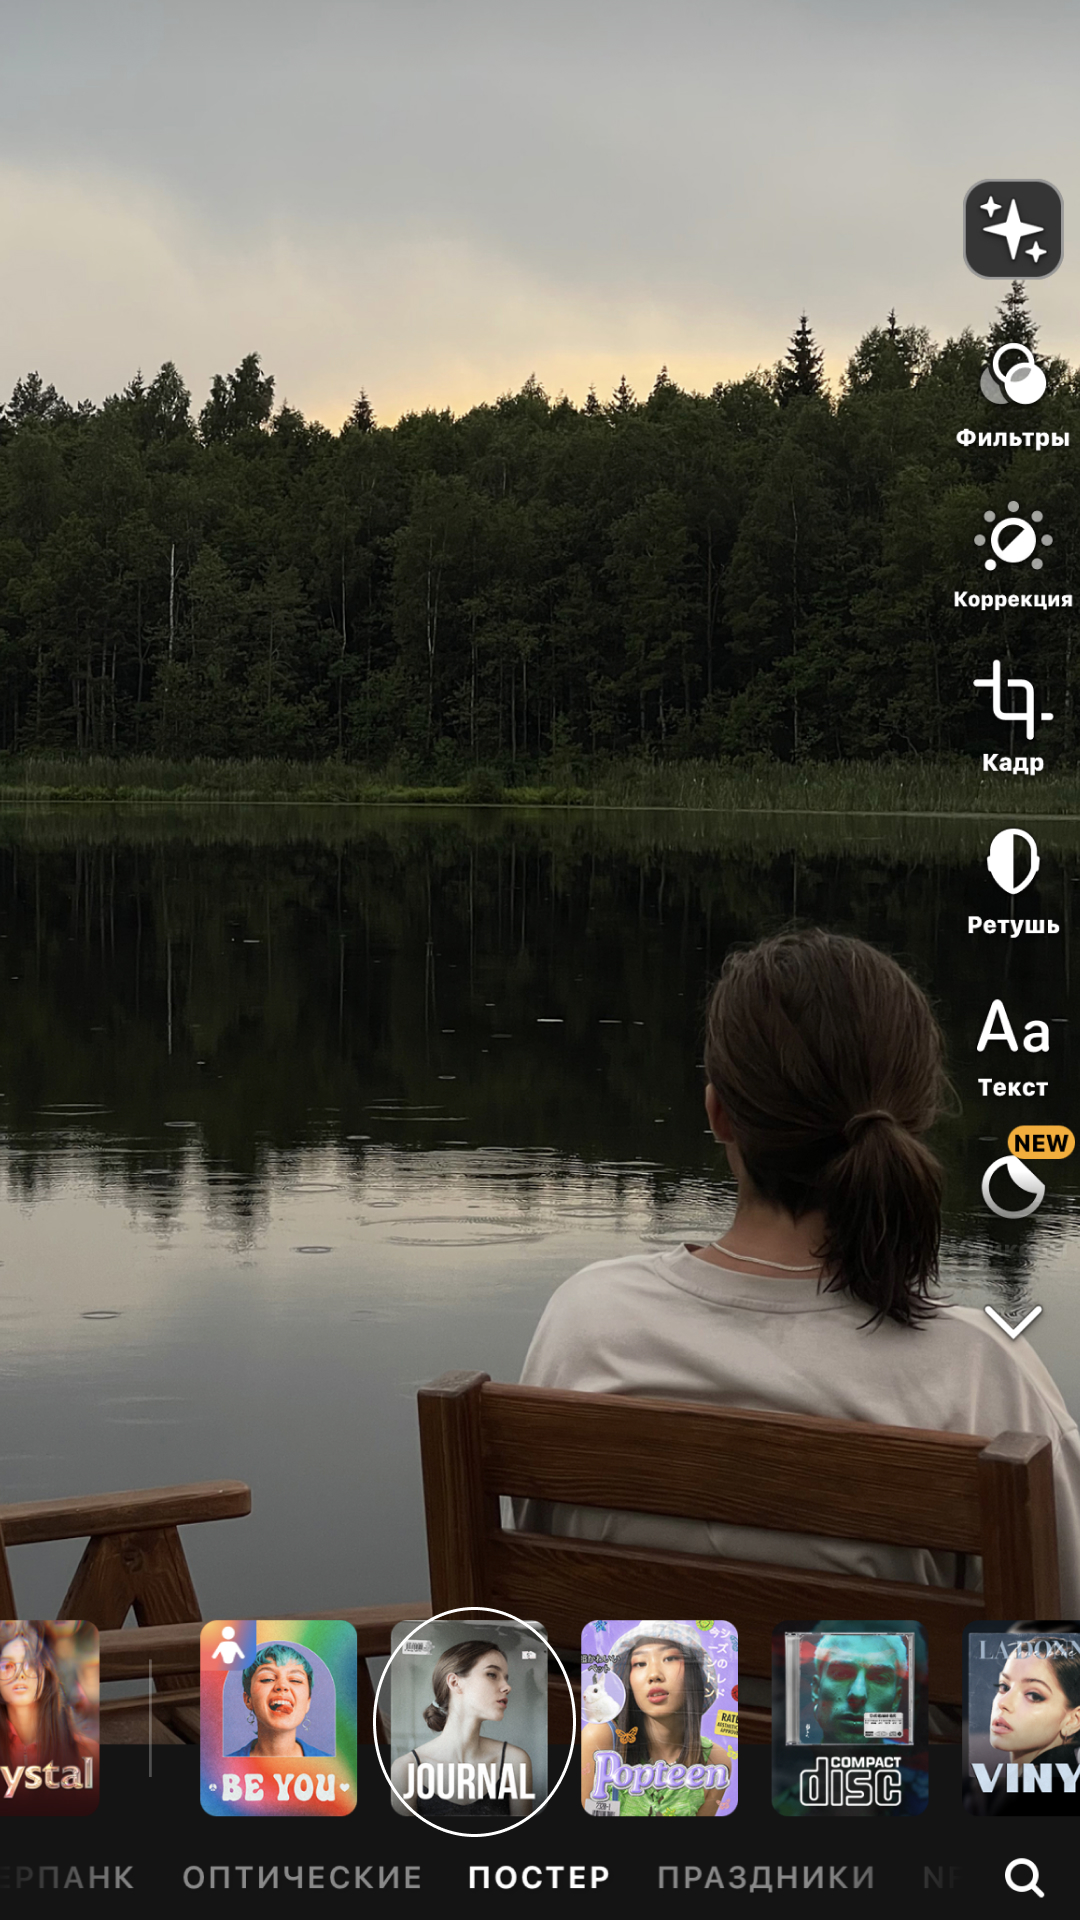 Фильтры
Коррекция
Кадр
Ретушь
Aa
Текст
NEW
ystal
BE YOU
JOURNAL
Popteen
RATE
COMPACT
disc
VINY
ЕРПАНК
ОПТИЧЕСКИЕ
ПОСТЕР
ПРАЗДНИКИ